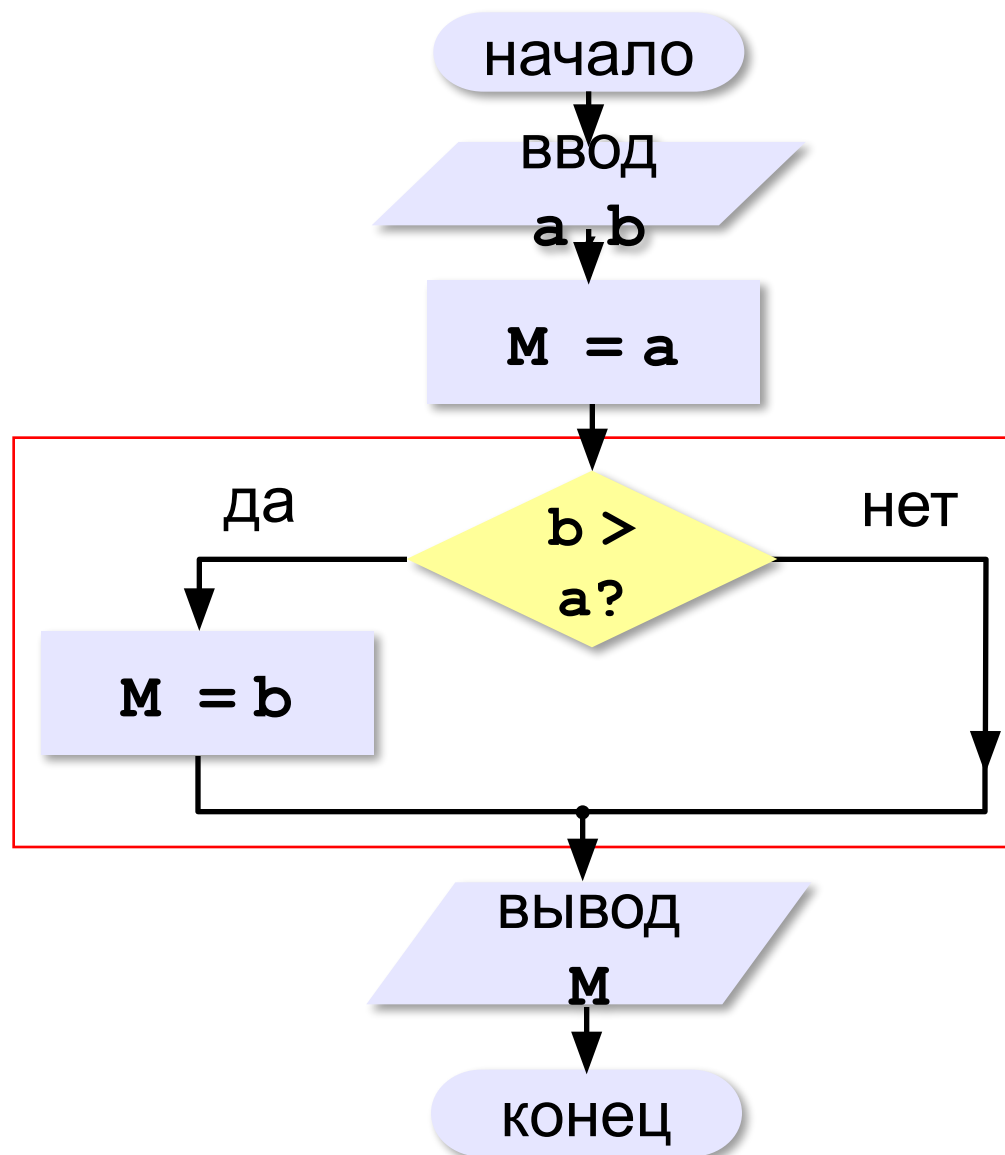 начало
ввод
a,b
M = a
да
нет
b >
a?
M = b
вывод
M
конец